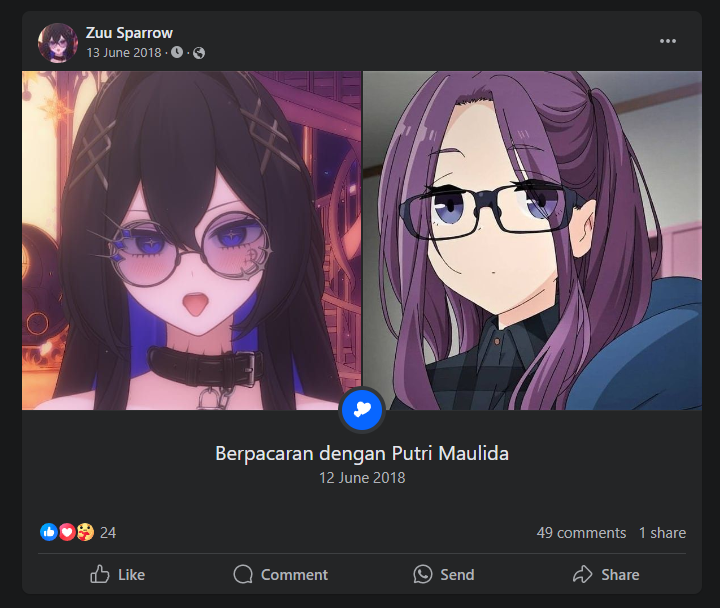 Zuu Sparrow
13 June 2018 ·
Berpacaran dengan Putri Maulida
12 June 2018
24
49 comments 1 share
Like Comment Send Share